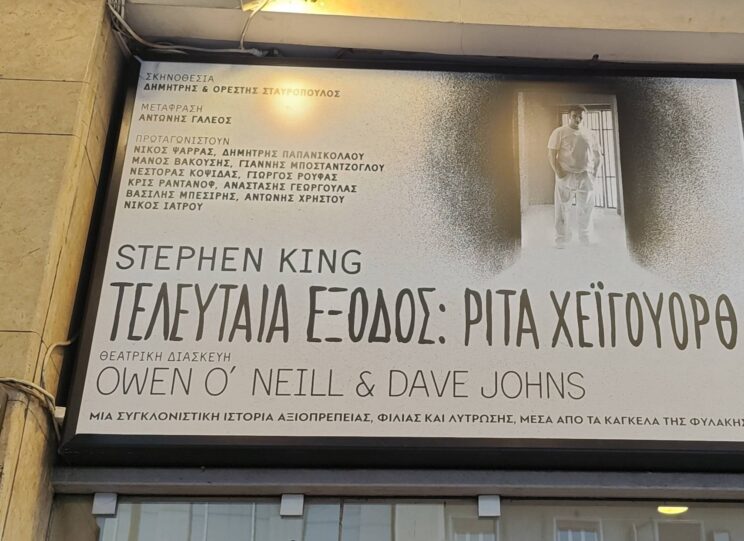 ΣΚΗΝΟΘΕΣΙΑ
ΔΗΜΗΤΡΗΣ & ΟΡΕΣΤΗΣ ΣΤΑΥΡΟΠΟΥΛΟΣ
ΜΕΤΑΦΡΑΣΗ
ΑΝΤΩΝΗΣ ΓΑΛΕΟΣ
ΠΡΩΤΑΓΩΝΙΣΤΟΥΝ
ΝΙΚΟΣ ΨΑΡΡΑΣ, ΔΗΜΗΤΡΗΣ ΠΑΠΑΝΙΚΟΛΑΟΥ
ΜΑΝΟΣ ΒΑΚΟΥΣΗΣ, ΓΙΑΝΝΗΣ ΜΠΟΣΤΑΝΤΖΟΓΛΟΥ
ΝΕΣΤΟΡΑΣ ΚΟΨΙΔΑΣ, ΓΙΩΡΓΟΣ ΡΟΥΦΑΣ
ΚΡΙΣ ΡΑΝΤΑΝΟΦ, ΑΝΑΣΤΑΣΗΣ ΓΕΩΡΓΟΥΛΑΣ
ΒΑΣΙΛΗΣ ΜΠΕΣΙΡΗΣ, ΑΝΤΩΝΗΣ ΧΡΗΣΤΟΥ
ΝΙΚΟΣ ΙΑΤΡΟΥ
STEPHEN KING
ΤΕΛΕΥΤΑΙΑ ΕΞΟΔΟΣ: ΡΙΤΑ ΧΕΪΓΟΥΟΡΘ
ΘΕΑΤΡΙΚΗ ΔΙΑΣΚΕΥΗ
OWEN O' NEILL & DAVE JOHNS
ΜΙΑ ΣΥΓΚΛΟΝΙΣΤΙΚΗ ΙΣΤΟΡΙΑ ΑΞΙΟΠΡΕΠΕΙΑΣ, ΦΙΛΙΑΣ ΚΑΙ ΛΥΤΡΩΣΗΣ, ΜΕΣΑ ΑΠΟ ΤΑ ΚΑΓΚΕΛΑ ΤΗΣ ΦΥΛΑΚΗΣ